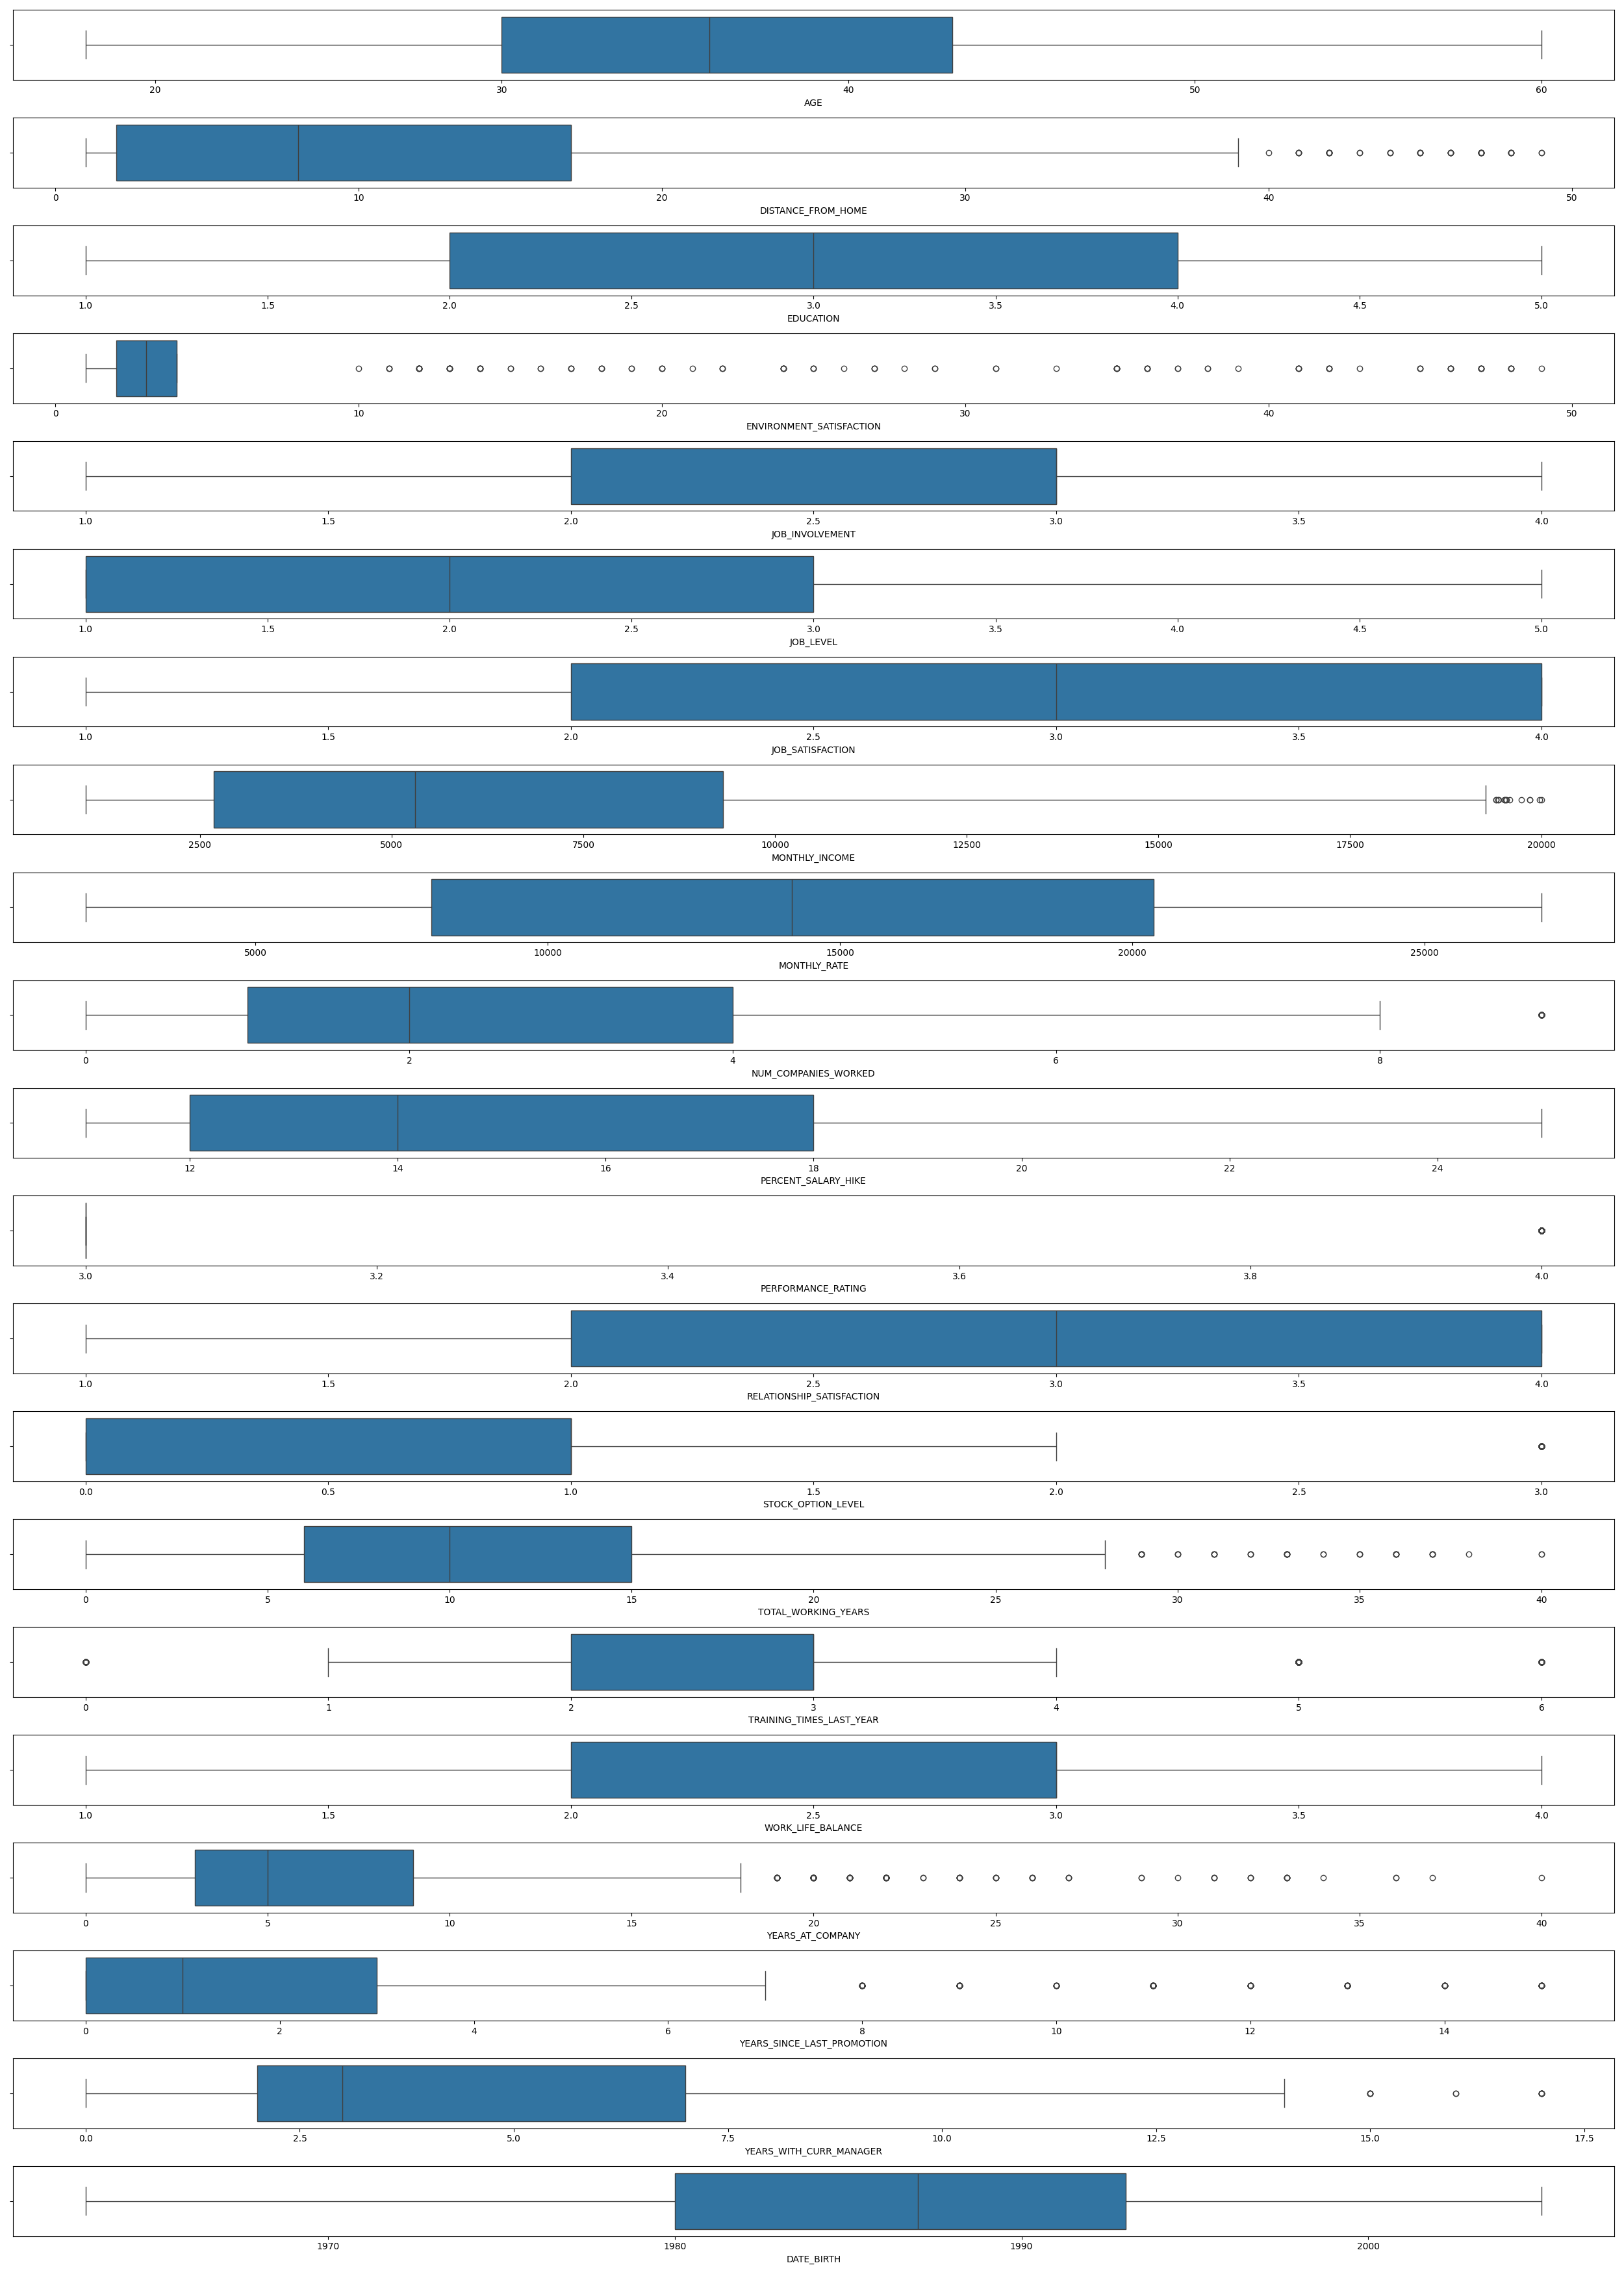 20 30 40 50 60
AGE
0 10 20 30 40 50
DISTANCE_FROM_HOME
1.0 1.5 2.0 2.5 3.0 3.5 4.0 4.5 5.0
EDUCATION
0 10 20 30 40 50
ENVIRONMENT_SATISFACTION
1.0 1.5 2.0 2.5 3.0 3.5 4.0
JOB_INVOLVEMENT
1.0 1.5 2.0 2.5 3.0 3.5 4.0 4.5 5.0
JOB_LEVEL
1.0 1.5 2.0 2.5 3.0 3.5 4.0
JOB_SATISFACTION
2500 5000 7500 10000 12500 15000 17500 20000
MONTHLY_INCOME
5000 10000 15000 20000 25000
MONTHLY_RATE
0 2 4 6 8
NUM_COMPANIES_WORKED
12 14 16 18 20 22 24
PERCENT_SALARY_HIKE
3.0 3.2 3.4 3.6 3.8 4.0
PERFORMANCE_RATING
1.0 1.5 2.0 2.5 3.0 3.5 4.0
RELATIONSHIP_SATISFACTION
0.0 0.5 1.0 1.5 2.0 2.5 3.0
STOCK_OPTION_LEVEL
0 5 10 15 20 25 30 35 40
TOTAL_WORKING_YEARS
0 1 2 3 4 5 6
TRAINING_TIMES_LAST_YEAR
1.0 1.5 2.0 2.5 3.0 3.5 4.0
WORK_LIFE_BALANCE
0 5 10 15 20 25 30 35 40
YEARS_AT_COMPANY
0 2 4 6 8 10 12 14
YEARS_SINCE_LAST_PROMOTION
0.0 2.5 5.0 7.5 10.0 12.5 15.0 17.5
YEARS_WITH_CURR_MANAGER
1970 1980 1990 2000
DATE_BIRTH